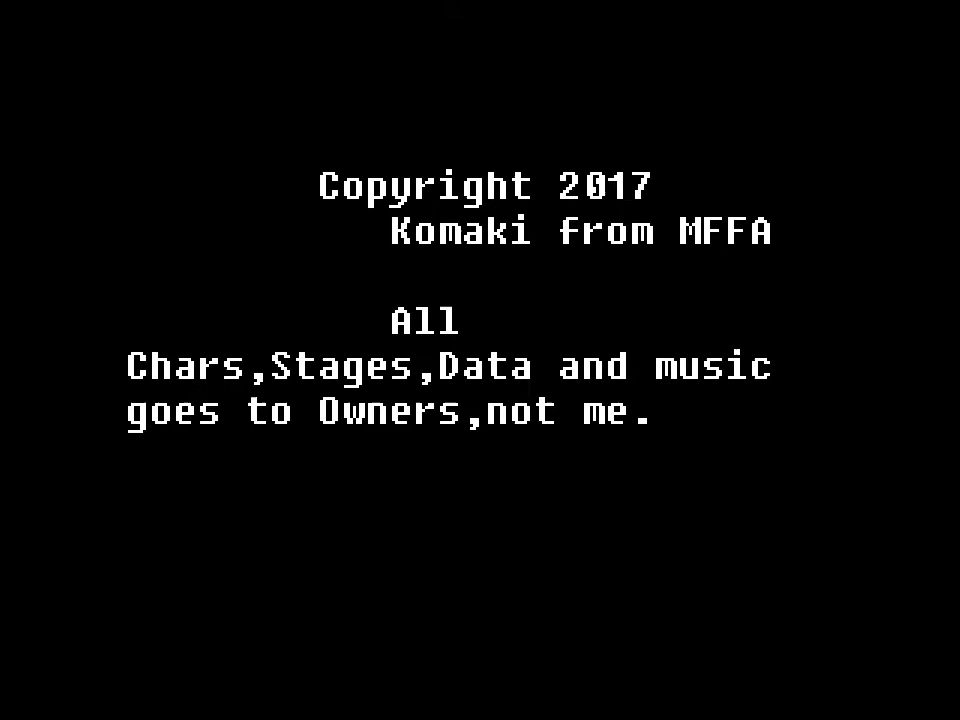 Copyright 2017
Komaki from MFFA
All
Chars,Stages,Data and music
goes to Owners,not me.